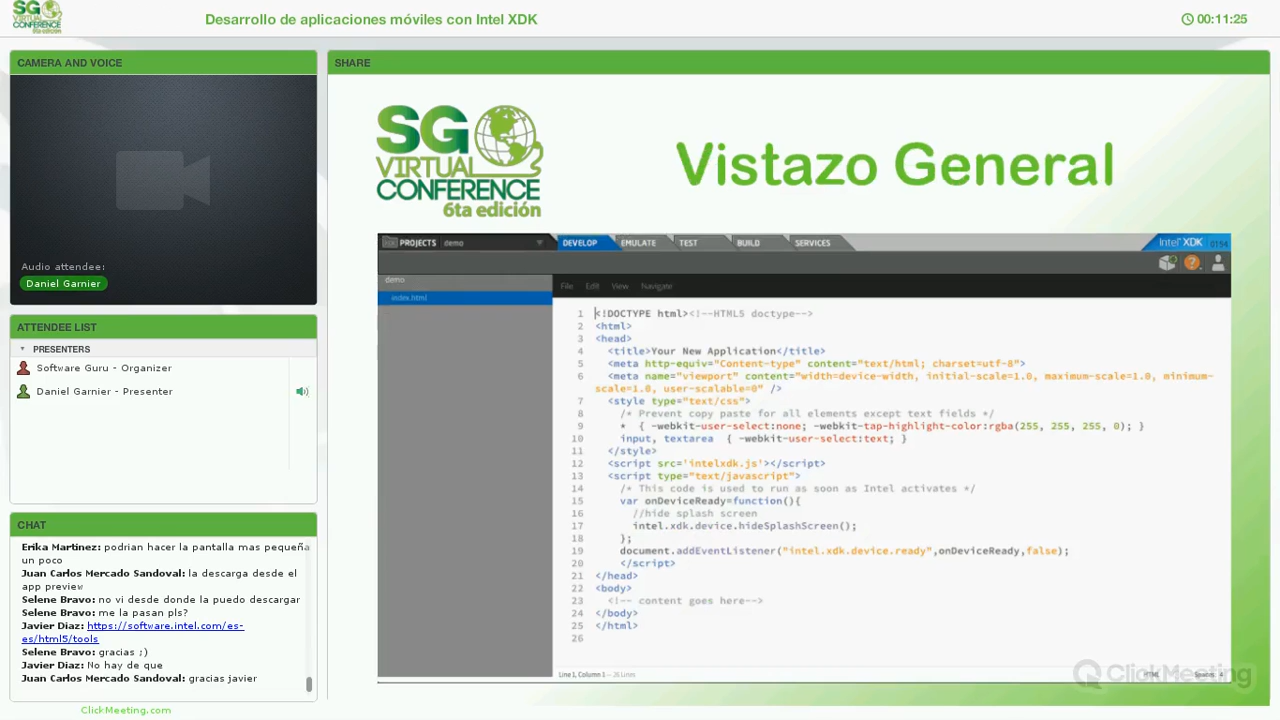 SG
VIRTUAL
CONFERENCE
6ta edición
Desarrollo de aplicaciones móviles con Intel XDK
00:11:25
CAMERA AND VOICE
Audio attendee:
Daniel Garnier
ATTENDEE LIST
PRESENTERS
Software Guru - Organizer
Daniel Garnier - Presenter
CHAT
Erika Martinez: podrian hacer la pantalla mas pequeña
un poco
Juan Carlos Mercado Sandoval: la descarga desde el
app preview
Selene Bravo: no vi desde donde la puedo descargar
Selene Bravo: me la pasan pls?
Javier Diaz: https://software.intel.com/es-
es/html5/tools
Selene Bravo: gracias ;)
Javier Diaz: No hay de que
Juan Carlos Mercado Sandoval: gracias javier
ClickMeeting.com
SHARE
SG
VIRTUAL
CONFERENCE
6ta edición
Vistazo General
PROJECTS demo
DEVELOP EMULATE TEST BUILD SERVICES
Intel XDK 0154
demo
index.html
File Edit View Navigate
1 <!DOCTYPE html><!--HTML5 doctype-->
2 <html>
3 <head>
4 <title>Your New Application</title>
5 <meta http-equiv="Content-type" content="text/html; charset=utf-8">
6 <meta name="viewport" content="width=device-width, initial-scale=1.0, maximum-scale=1.0, minimum-
scale=1.0, user-scalable=0" />
7 <style type="text/css">
8 /* Prevent copy paste for all elements except text fields */
9 * { -webkit-user-select:none; -webkit-tap-highlight-color:rgba(255, 255, 255, 0); }
10 input, textarea { -webkit-user-select:text; }
11 </style>
12 <script src='intelxdk.js'></script>
13 <script type="text/javascript">
14 /* This code is used to run as soon as Intel activates */
15 var onDeviceReady=function(){
16 //hide splash screen
17 intel.xdk.device.hideSplashScreen();
18 };
19 document.addEventListener("intel.xdk.device.ready",onDeviceReady,false);
20 </script>
21 </head>
22 <body>
23 <!-- content goes here-->
24 </body>
25 </html>
26
Line 1, Column 1 — 26 Lines
HTML Spaces: 4
ClickMeeting